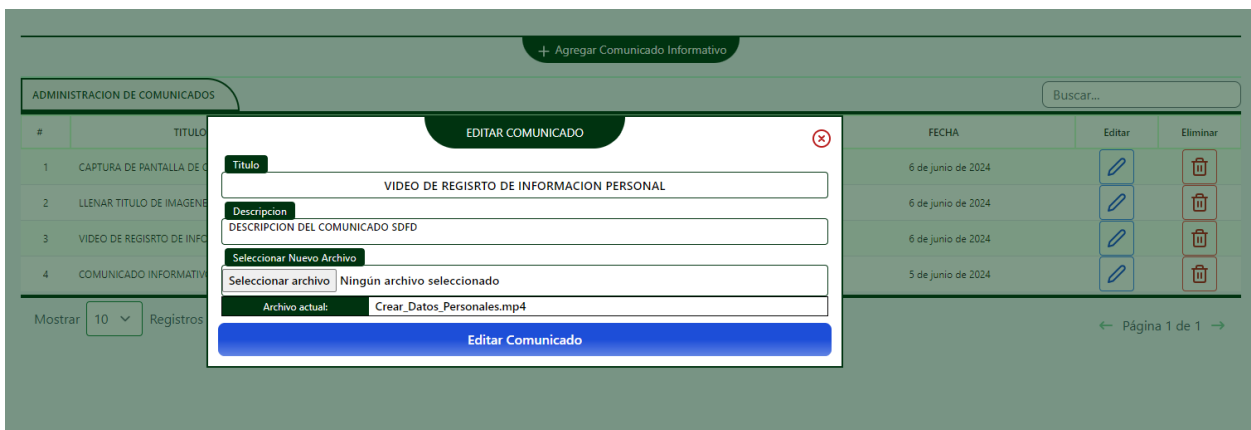 + Agregar Comunicado Informativo
ADMINISTRACION DE COMUNICADOS
Buscar...
# TITULO FECHA Editar Eliminar
1 CAPTURA DE PANTALLA DE 6 de junio de 2024
2 LLENAR TITULO DE 6 de junio de 2024
3 VIDEO DE REGISRTO DE 6 de junio de 2024
4 COMUNICADO 5 de junio de 2024
Mostrar 10 Registros
← Página 1 de 1 →
EDITAR COMUNICADO
Titulo
VIDEO DE REGISRTO DE INFORMACION PERSONAL
Descripcion
DESCRIPCION DEL COMUNICADO SDFD
Seleccionar Nuevo Archivo
Seleccionar archivo Ningún archivo seleccionado
Archivo actual: Crear_Datos_Personales.mp4
Editar Comunicado